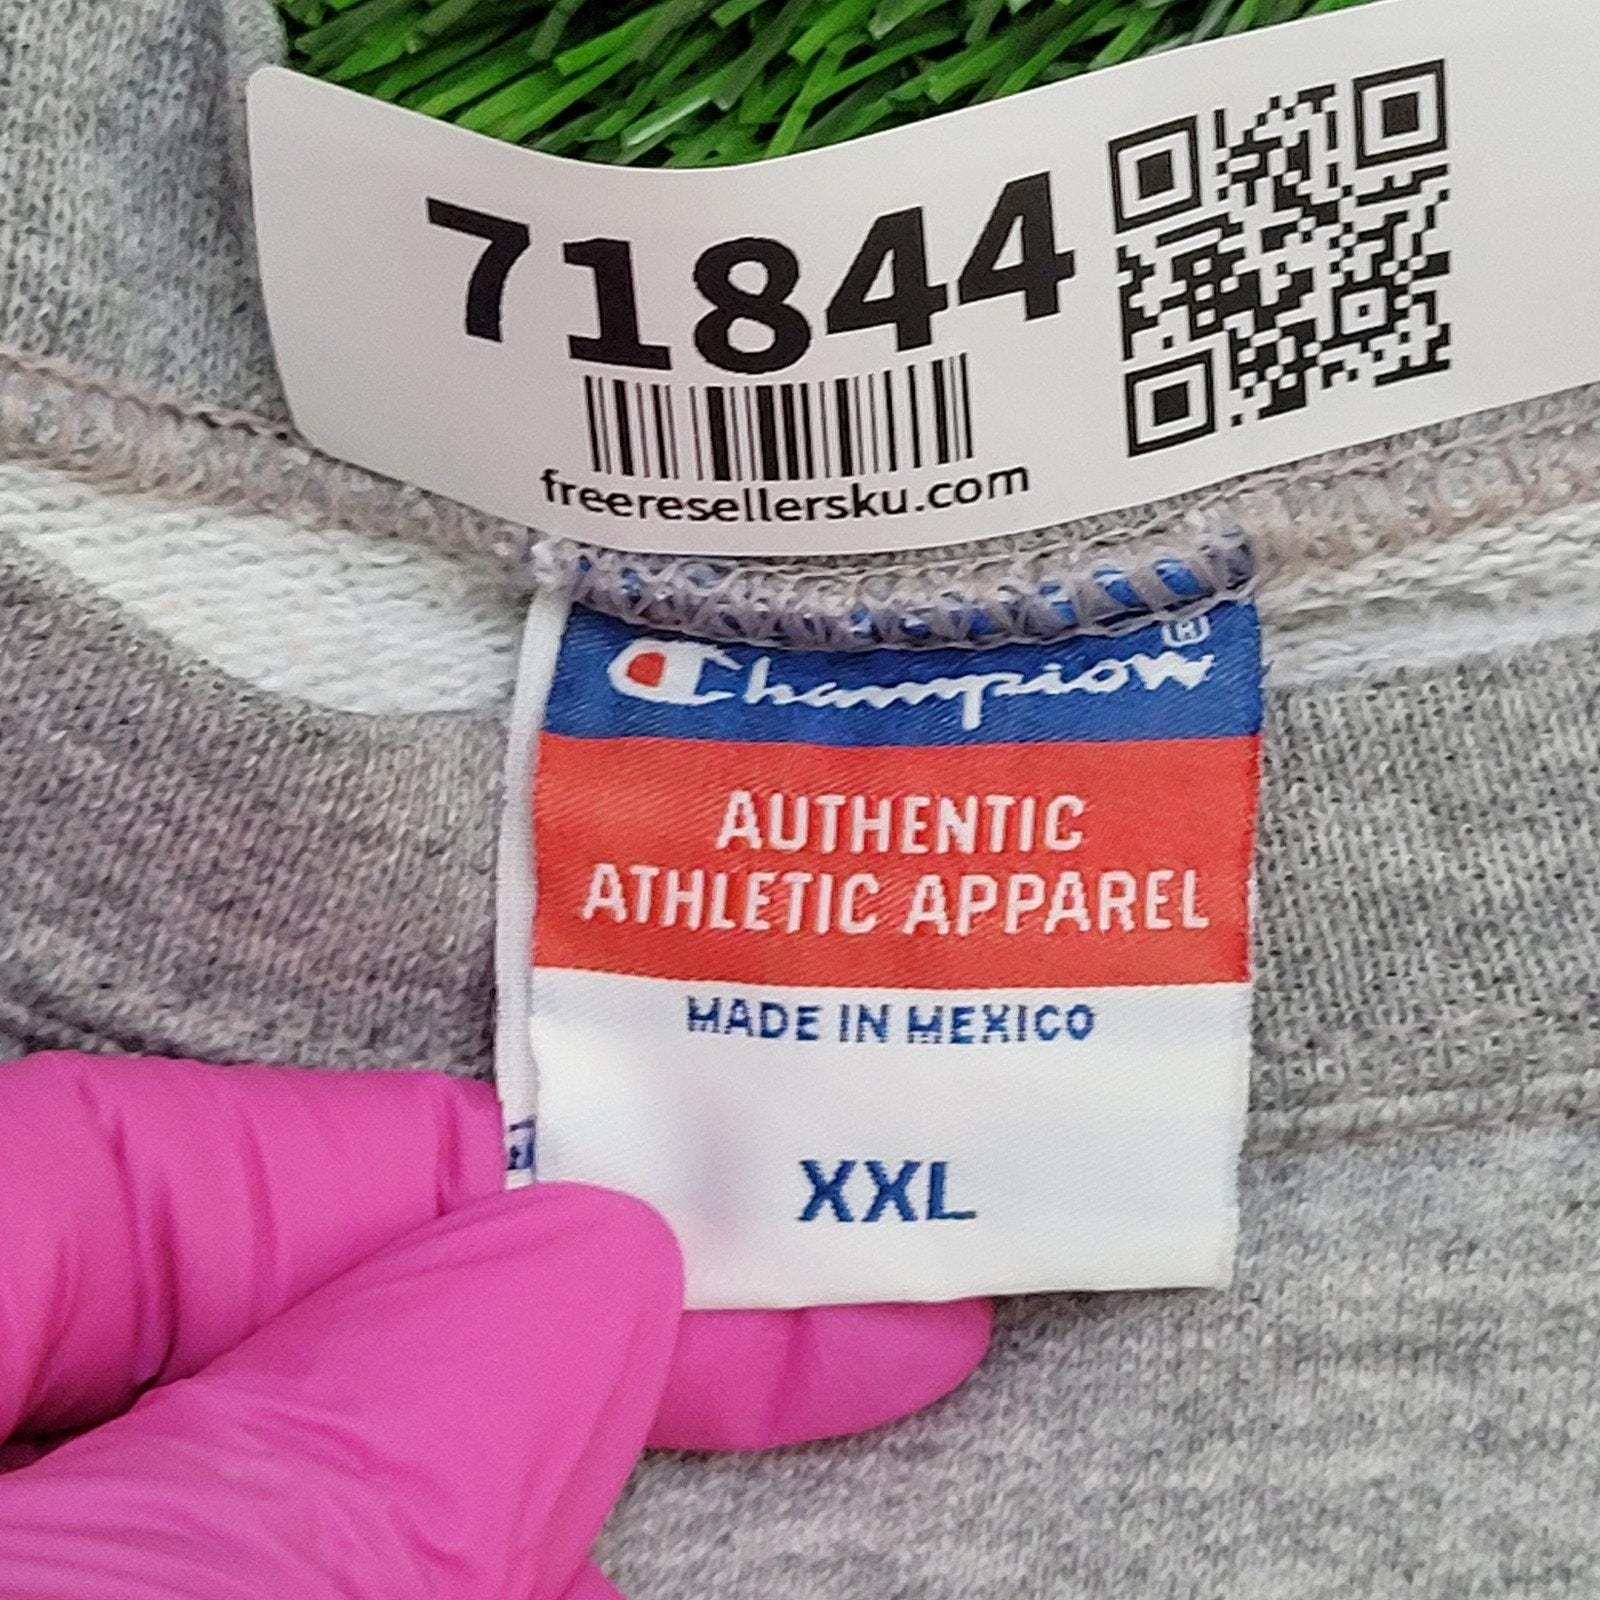 71844
freeresellersku.com
Champion®
AUTHENTIC
ATHLETIC APPAREL
MADE IN MEXICO
XXL